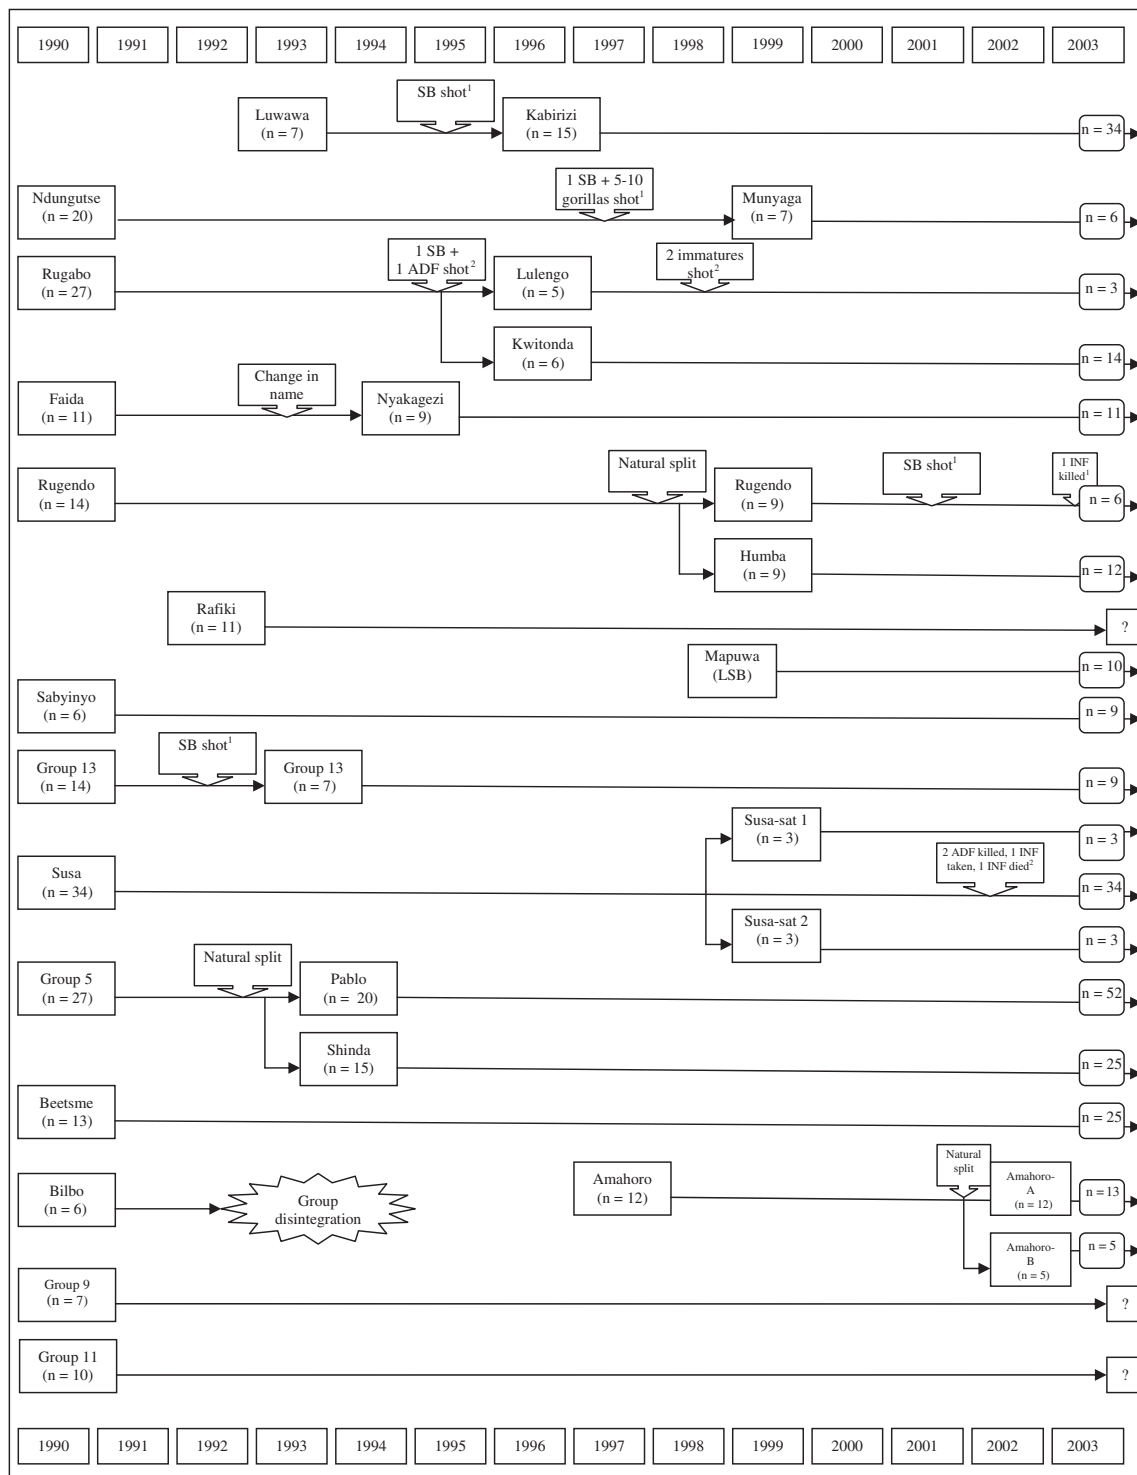 1990 1991 1992 1993 1994 1995 1996 1997 1998 1999 2000 2001 2002 2003
SB shot¹
Luwawa
(n = 7)
Kabirizi
(n = 15)
n = 34
1 SB + 5-10
gorillas shot¹
Ndungutse
(n = 20)
Munyaga
(n = 7)
n = 6
1 SB +
1 ADF shot²
2 immatures
shot²
Rugabo
(n = 27)
Lulengo
(n = 5)
n = 3
Kwitonda
(n = 6)
n = 14
Change in
name
Faida
(n = 11)
Nyakagezi
(n = 9)
n = 11
Natural split
SB shot¹
1 INF
killed¹
Rugendo
(n = 14)
Rugendo
(n = 9)
n = 6
Humba
(n = 9)
n = 12
Rafiki
(n = 11)
?
Mapuwa
(LSB)
n = 10
Sabyinyo
(n = 6)
n = 9
SB shot¹
Group 13
(n = 14)
Group 13
(n = 7)
n = 9
Susa-sat 1
(n = 3)
n = 3
2 ADF killed, 1 INF
taken, 1 INF died²
Susa
(n = 34)
n = 34
Susa-sat 2
(n = 3)
n = 3
Natural split
Group 5
(n = 27)
Pablo
(n =  20)
n = 52
Shinda
(n = 15)
n = 25
Beetsme
(n = 13)
n = 25
Natural
split
Bilbo
(n = 6)
Group
disintegration
Amahoro
(n = 12)
Amahoro-
A
(n = 12)
n = 13
Amahoro-
B
(n = 5)
n = 5
Group 9
(n = 7)
?
Group 11
(n = 10)
?
1990 1991 1992 1993 1994 1995 1996 1997 1998 1999 2000 2001 2002 2003